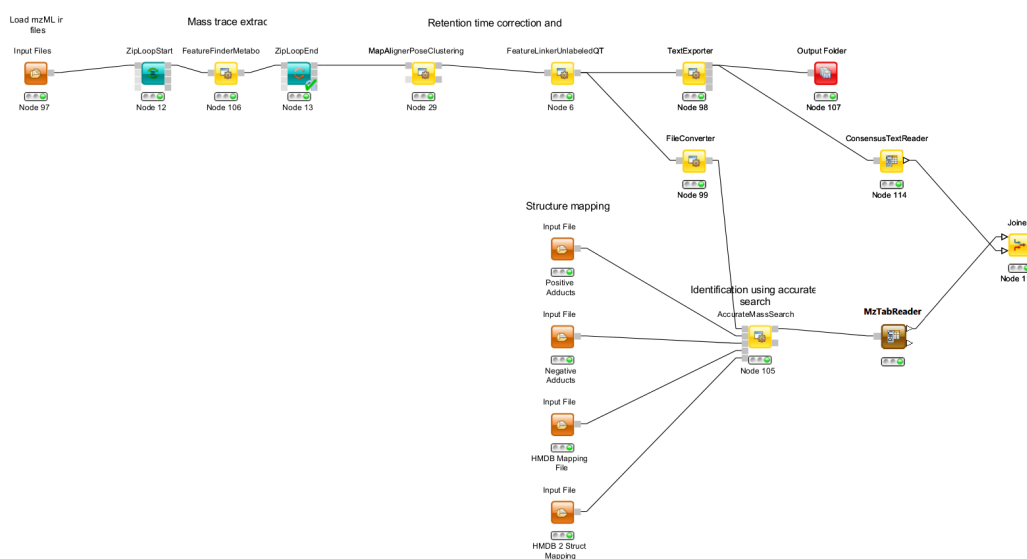 Load mzML ir
files
Mass trace extrac
Retention time correction and
Input Files
ZipLoopStart
FeatureFinderMetabo
ZipLoopEnd
MapAlignerPoseClustering
FeatureLinkerUnlabeledQT
TextExporter
Output Folder
Node 97
Node 12
Node 106
Node 13
Node 29
Node 6
Node 98
Node 107
FileConverter
ConsensusTextReader
Node 99
Node 114
Structure mapping
Input File
Joine
Node 1
Positive
Adducts
Identification using accurate
search
AccurateMassSearch
MzTabReader
Input File
Node 105
Negative
Adducts
Input File
HMDB Mapping
File
Input File
HMDB 2 Struct
Mapping